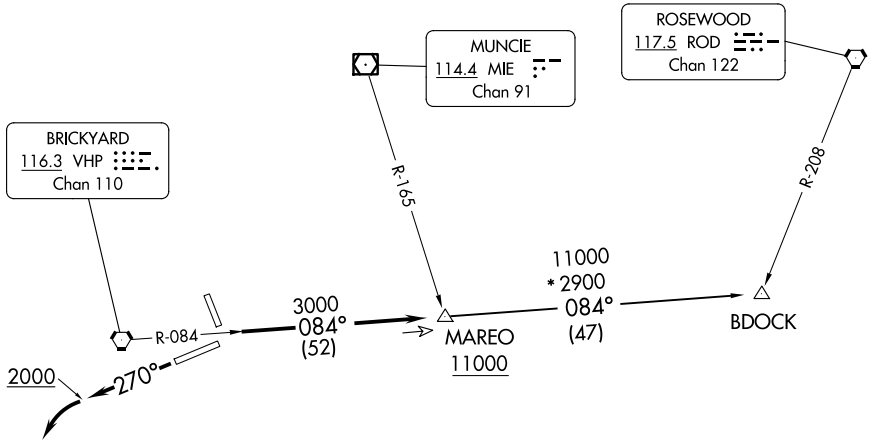 ROSEWOOD
117.5 ROD
Chan 122
MUNCIE
114.4 MIE
Chan 91
BRICKYARD
116.3 VHP
Chan 110
R-165
R-208
11000
*2900
084°
(47)
BDOCK
3000
084°
(52)
MAREO
11000
R-084
270°
2000